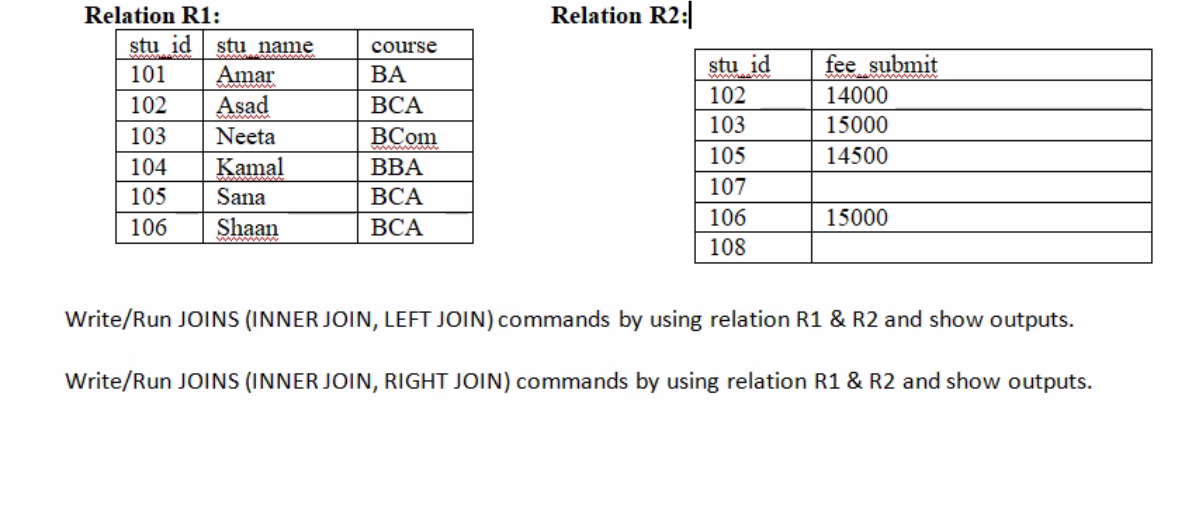 Relation R1:
stu_id stu_name course
101 Amar BA
102 Asad BCA
103 Neeta BCom
104 Kamal BBA
105 Sana BCA
106 Shaan BCA
Relation R2:
stu_id fee_submit
102 14000
103 15000
105 14500
107
106 15000
108
Write/Run JOINS (INNER JOIN, LEFT JOIN) commands by using relation R1 & R2 and show outputs.
Write/Run JOINS (INNER JOIN, RIGHT JOIN) commands by using relation R1 & R2 and show outputs.